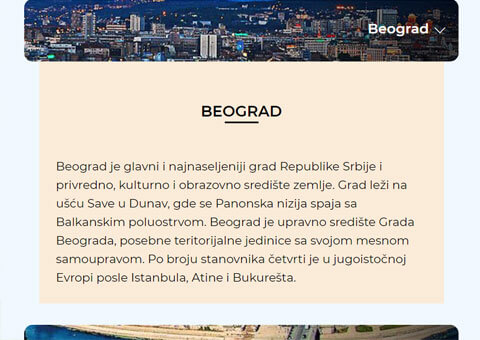 Beograd
BEOGRAD
Beograd je glavni i najnaseljeniji grad Republike Srbije i
privredno, kulturno i obrazovno središte zemlje. Grad leži na
ušću Save u Dunav, gde se Panonska nizija spaja sa
Balkanskim poluostrvom. Beograd je upravno središte Grada
Beograda, posebne teritorijalne jedinice sa svojom mesnom
samoupravom. Po broju stanovnika četvrti je u jugoistočnoj
Evropi posle Istanbula, Atine i Bukurešta.